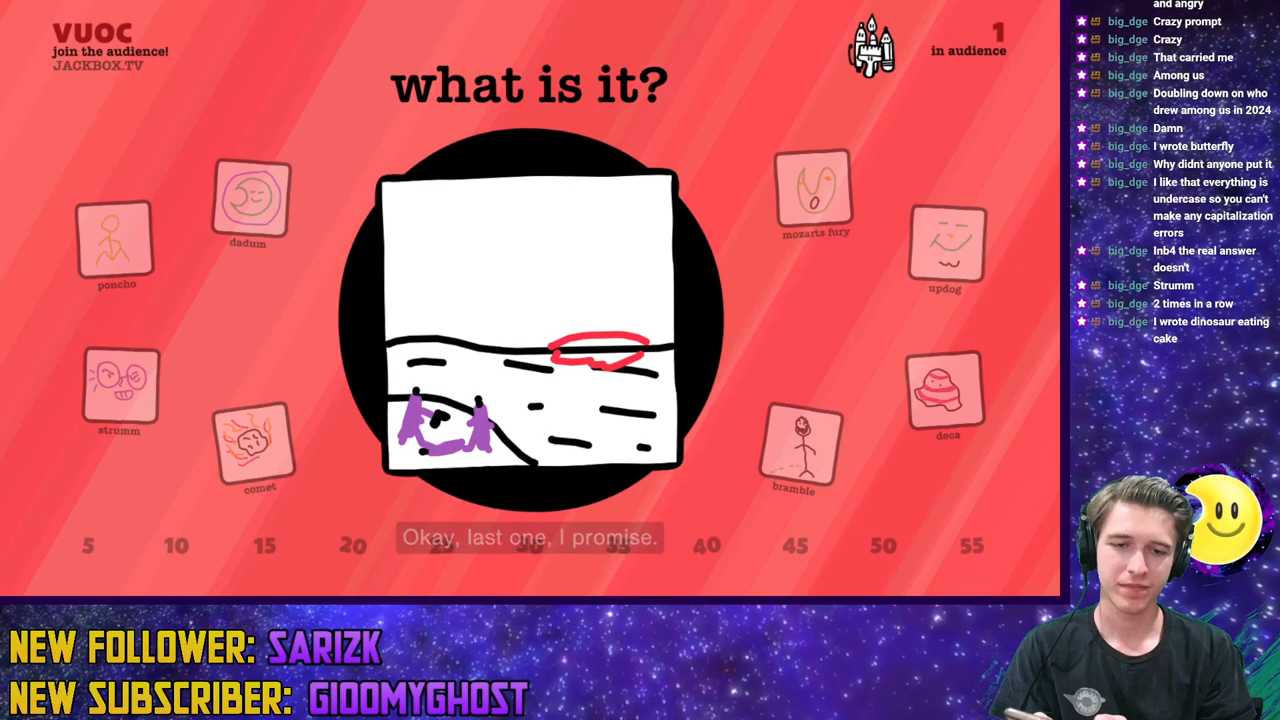 VUOC
join the audience!
JACKBOX.TV
1
in audience
what is it?
poncho
dadum
mozarts fury
updog
strumm
comet
bramble
deca
5 10 15 20 30 35 40 45 50 55
Okay, last one, I promise.
NEW FOLLOWER: SARIZK
NEW SUBSCRIBER: GIOOMYGHOST
and angry
big_dge Crazy prompt
big_dge Crazy
big_dge That carried me
big_dge Among us
big_dge Doubling down on who
drew among us in 2024
big_dge Damn
big_dge I wrote butterfly
big_dge Why didnt anyone put it
big_dge I like that everything is
undercase so you can't
make any capitalization
errors
big_dge Inb4 the real answer
doesn't
big_dge Strumm
big_dge 2 times in a row
big_dge I wrote dinosaur eating
cake